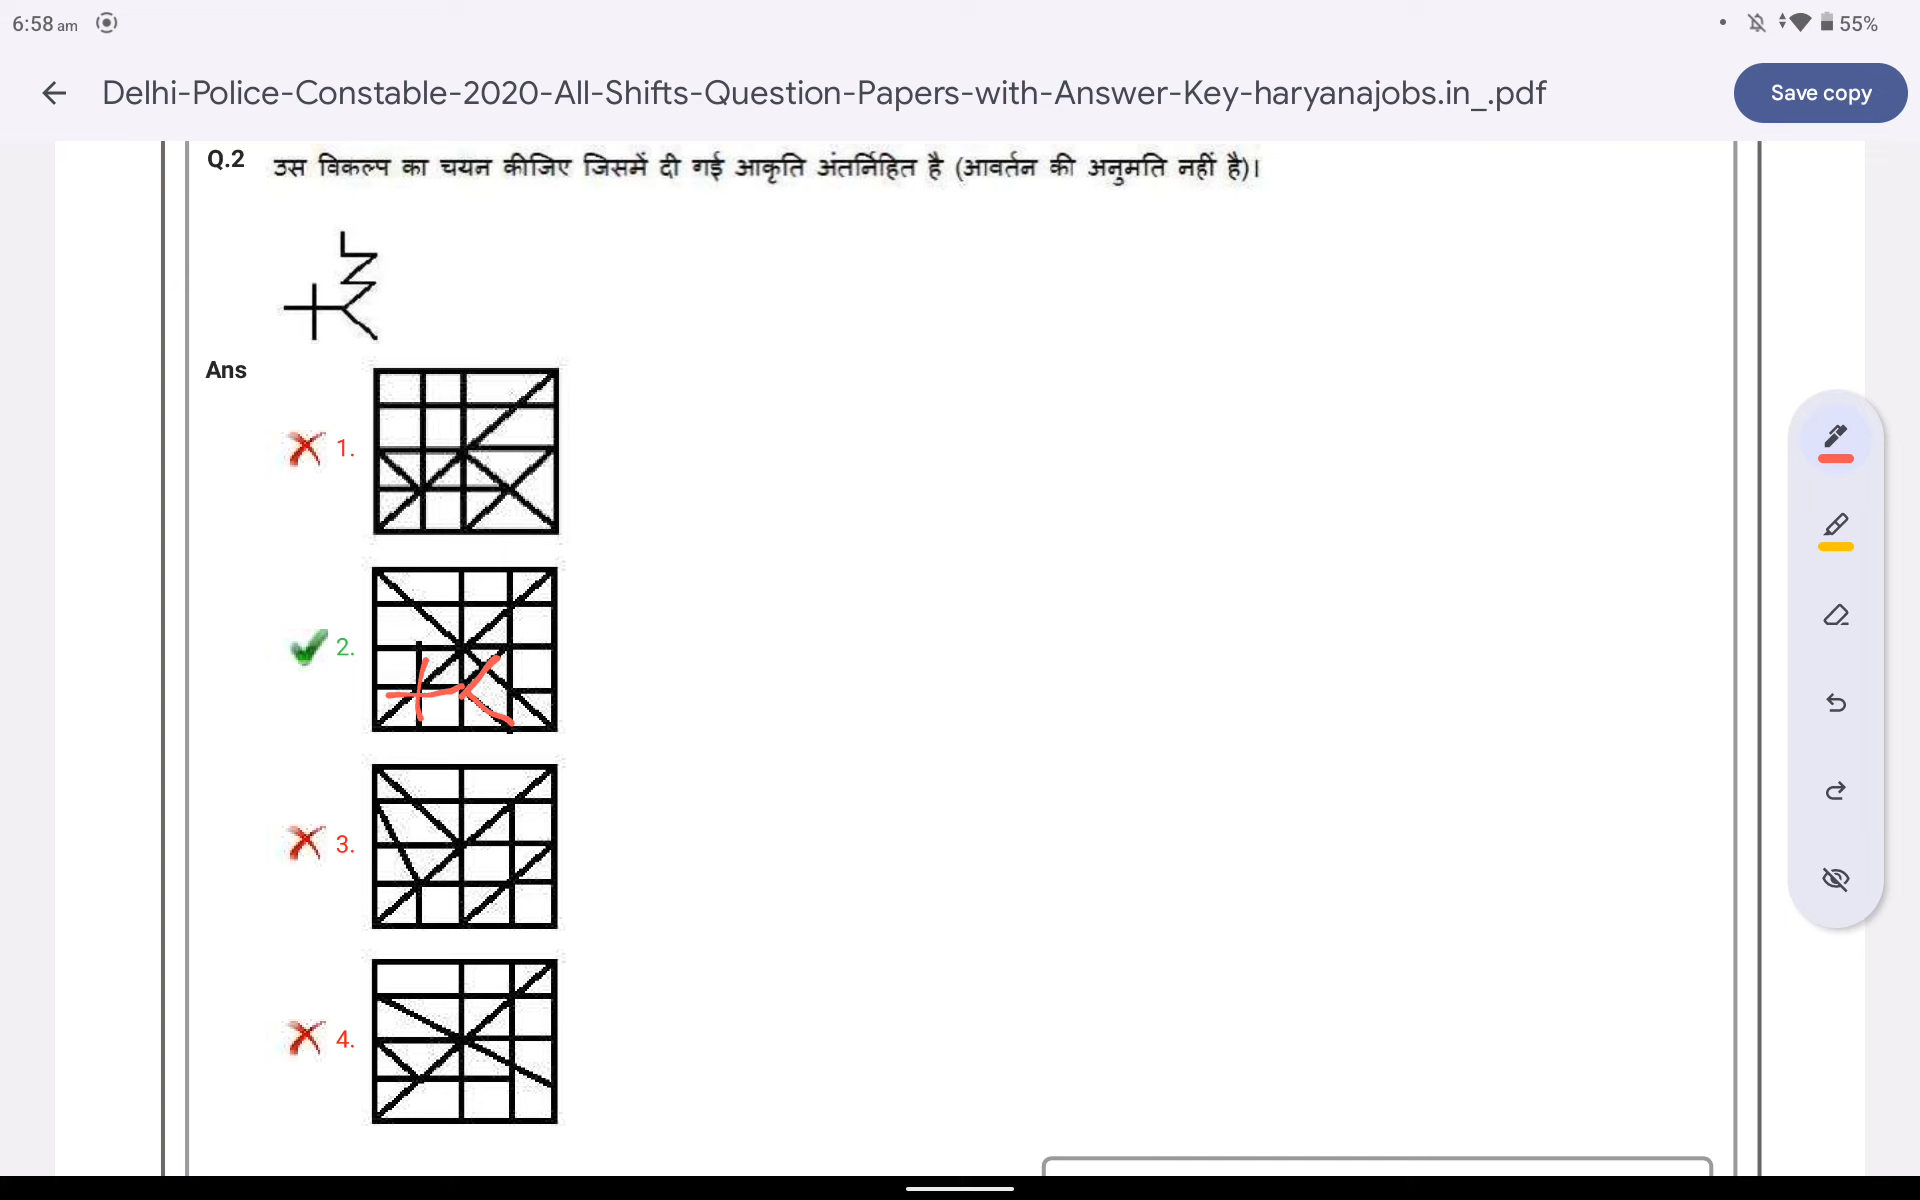 6:58 am
55%
Delhi-Police-Constable-2020-All-Shifts-Question-Papers-with-Answer-Key-haryanajobs.in_.pdf
Save copy
Q.2 उस विकल्प का चयन कीजिए जिसमें दी गई आकृति अंतर्निहित है (आवर्तन की अनुमति नहीं है)।
Ans
1.
2.
3.
4.